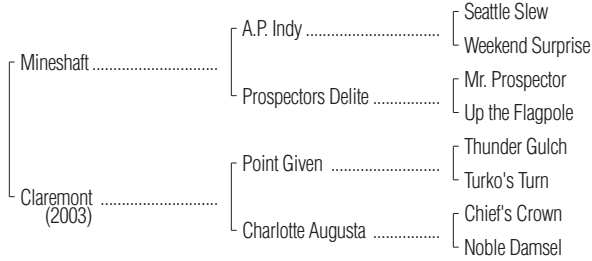 Seattle Slew
A.P. Indy ........................
Weekend Surprise
Mineshaft ............................
Mr. Prospector
Prospectors Delite ...............
Up the Flagpole
Thunder Gulch
Point Given ........................
Turko's Turn
Claremont ..........................
(2003)
Chief's Crown
Charlotte Augusta ...............
Noble Damsel